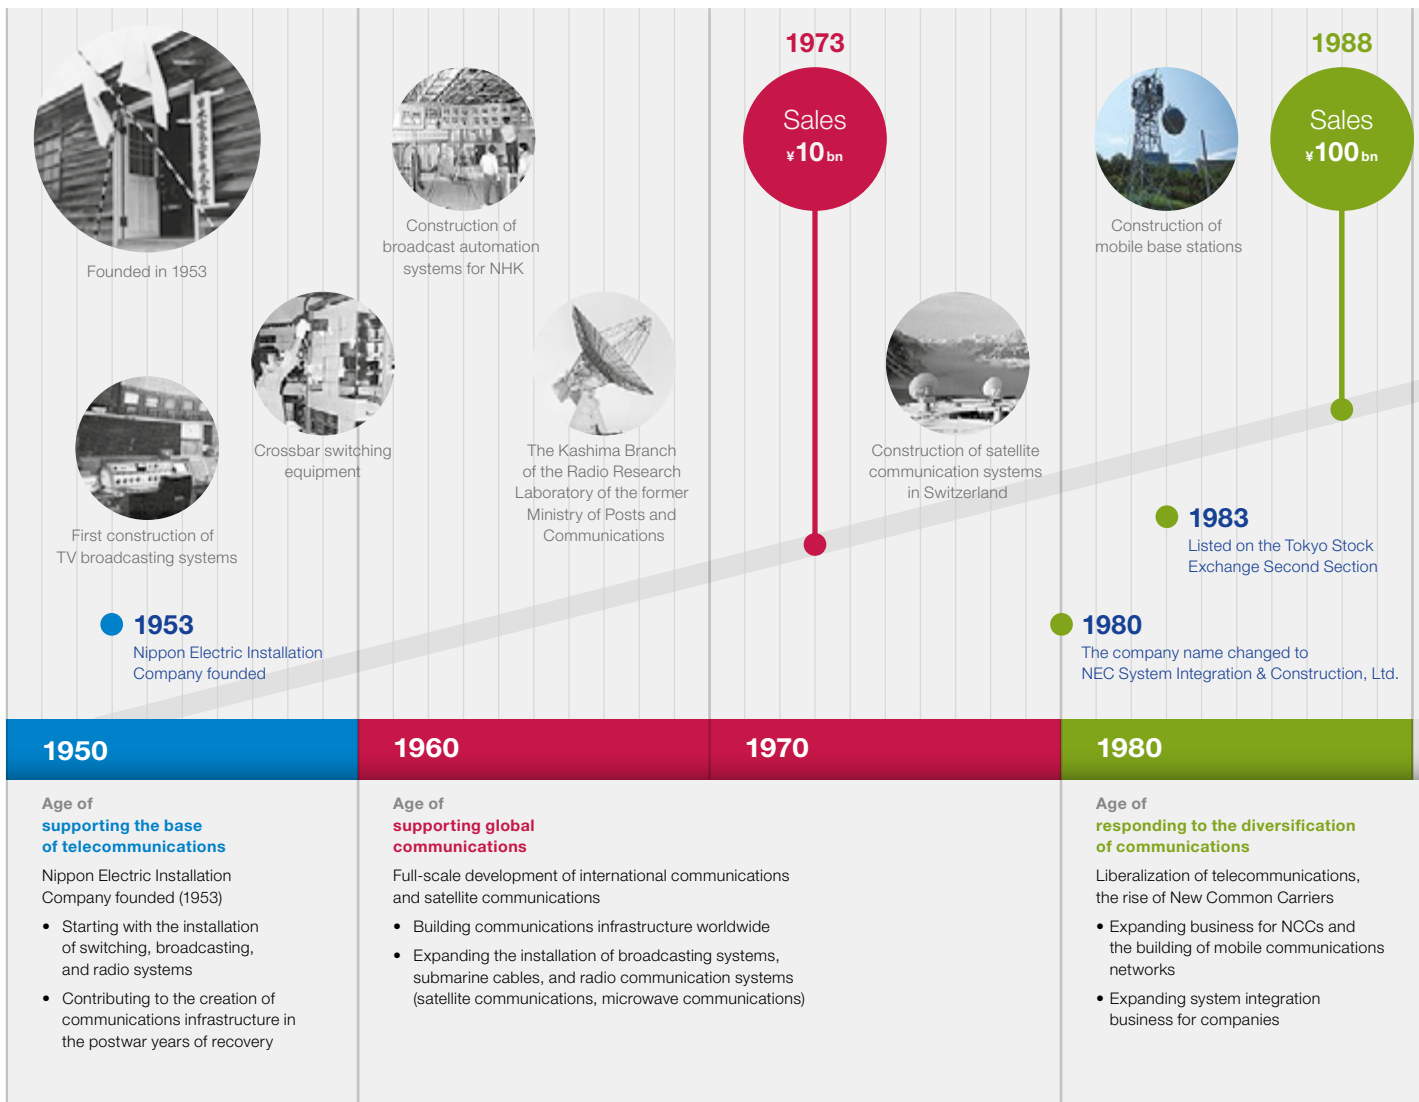 1973
Sales
¥10bn
1988
Sales
¥100bn
Founded in 1953
Construction of
broadcast automation
systems for NHK
Construction of
mobile base stations
Crossbar switching
equipment
The Kashima Branch
of the Radio Research
Laboratory of the former
Ministry of Posts and
Communications
Construction of satellite
communication systems
in Switzerland
First construction of
TV broadcasting systems
1983
Listed on the Tokyo Stock
Exchange Second Section
1953
Nippon Electric Installation
Company founded
1980
The company name changed to
NEC System Integration & Construction, Ltd.
1950
1960
1970
1980
Age of
supporting the base
of telecommunications
Nippon Electric Installation
Company founded (1953)
• Starting with the installation
of switching, broadcasting,
and radio systems
• Contributing to the creation of
communications infrastructure in
the postwar years of recovery
Age of
supporting global
communications
Full-scale development of international communications
and satellite communications
• Building communications infrastructure worldwide
• Expanding the installation of broadcasting systems,
submarine cables, and radio communication systems
(satellite communications, microwave communications)
Age of
responding to the diversification
of communications
Liberalization of telecommunications,
the rise of New Common Carriers
• Expanding business for NCCs and
the building of mobile communications
networks
• Expanding system integration
business for companies